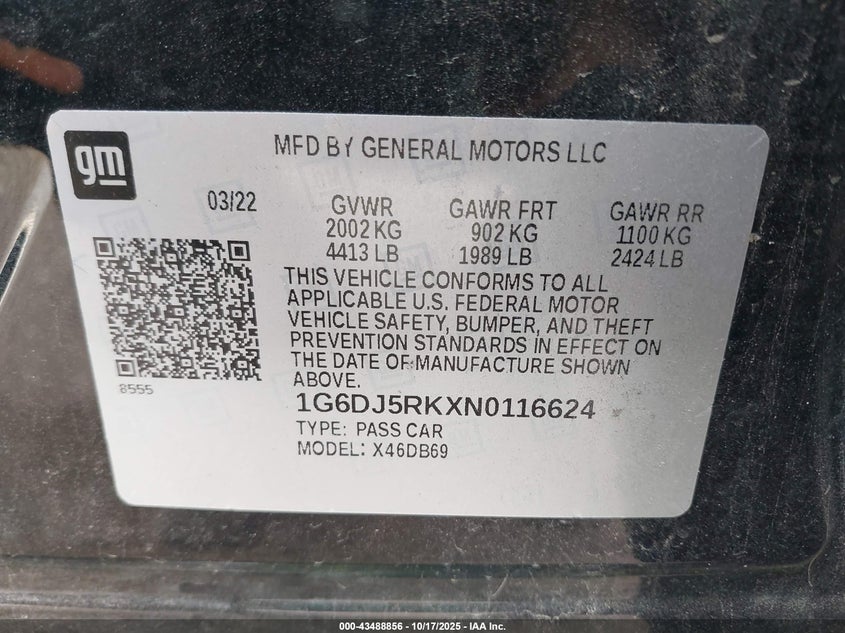 gm
MFD BY GENERAL MOTORS LLC
03/22 GVWR GAWR FRT GAWR RR
2002 KG 902 KG 1100 KG
4413 LB 1989 LB 2424 LB
THIS VEHICLE CONFORMS TO ALL
APPLICABLE U.S. FEDERAL MOTOR
VEHICLE SAFETY, BUMPER, AND THEFT
PREVENTION STANDARDS IN EFFECT ON
THE DATE OF MANUFACTURE SHOWN
ABOVE.
8555
1G6DJ5RKXN0116624
TYPE: PASS CAR
MODEL: X46DB69
000-43488856 - 10/17/2025 - IAA Inc.